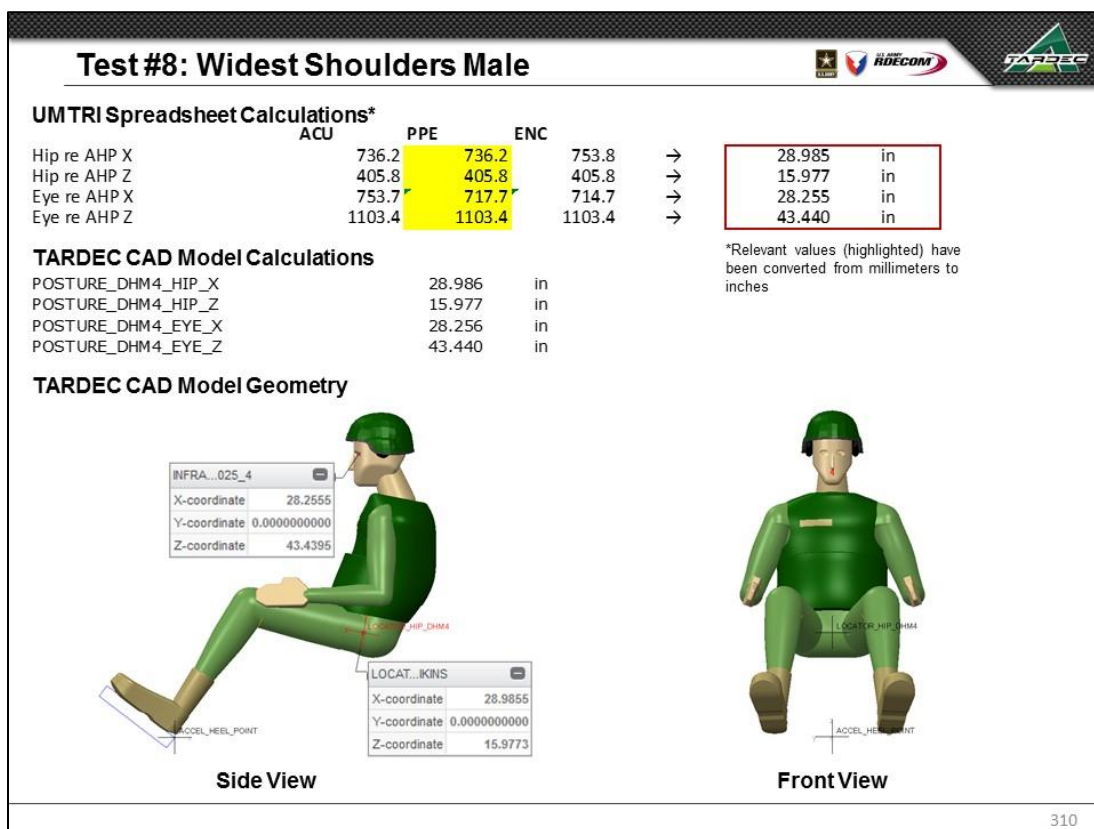 Test #8: Widest Shoulders Male
U.S. ARMY
U.S. ARMY
RDECOM
TARDEC
UMTRI Spreadsheet Calculations*
ACU PPE ENC
Hip re AHP X 736.2 736.2 753.8 → 28.985 in
Hip re AHP Z 405.8 405.8 405.8 → 15.977 in
Eye re AHP X 753.7 717.7 714.7 → 28.255 in
Eye re AHP Z 1103.4 1103.4 1103.4 → 43.440 in
*Relevant values (highlighted) have
been converted from millimeters to
inches
TARDEC CAD Model Calculations
POSTURE_DHM4_HIP_X 28.986 in
POSTURE_DHM4_HIP_Z 15.977 in
POSTURE_DHM4_EYE_X 28.256 in
POSTURE_DHM4_EYE_Z 43.440 in
TARDEC CAD Model Geometry
INFRA...025_4
X-coordinate 28.2555
Y-coordinate 0.0000000000
Z-coordinate 43.4395
LOCATOR_HIP_DHM4
LOCAT...IKINS
X-coordinate 28.9855
Y-coordinate 0.0000000000
Z-coordinate 15.9773
ACCEL_HEEL_POINT
LOCATOR_HIP_DHM4
ACCEL_HEEL_POINT
Side View
Front View
310